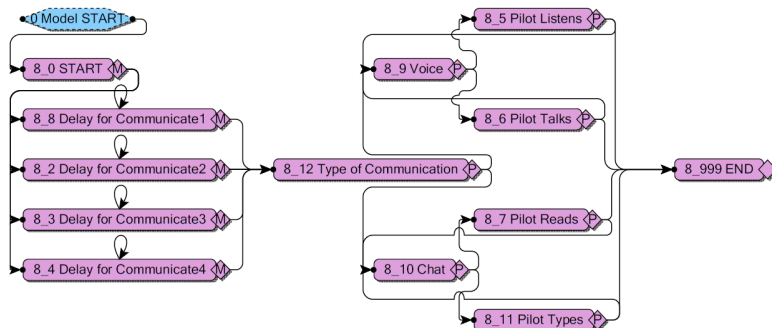 0 Model START
8_0 START M
8_8 Delay for Communicate1 M
8_2 Delay for Communicate2 M
8_3 Delay for Communicate3 M
8_4 Delay for Communicate4 M
8_12 Type of Communication P
8_9 Voice P
8_10 Chat P
8_5 Pilot Listens P
8_6 Pilot Talks P
8_7 Pilot Reads P
8_11 Pilot Types P
8_999 END